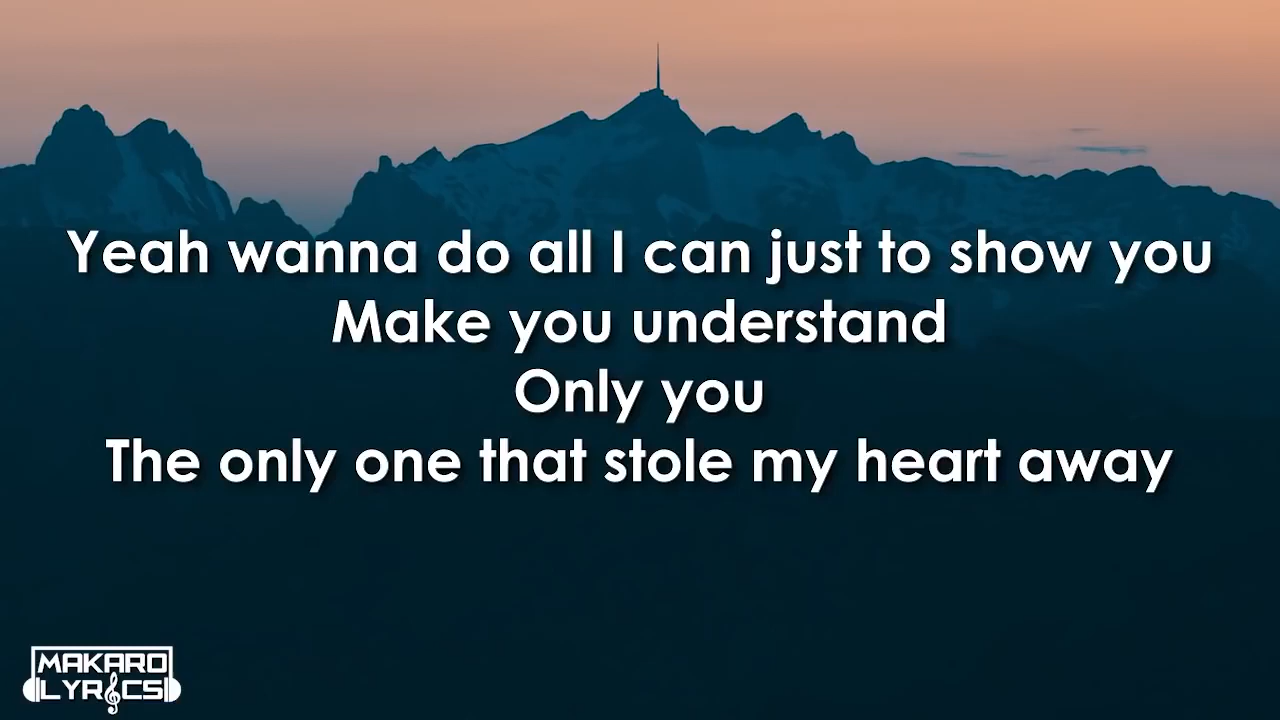 Yeah wanna do all I can just to show you
Make you understand
Only you
The only one that stole my heart away
MAKARO
LYRICS